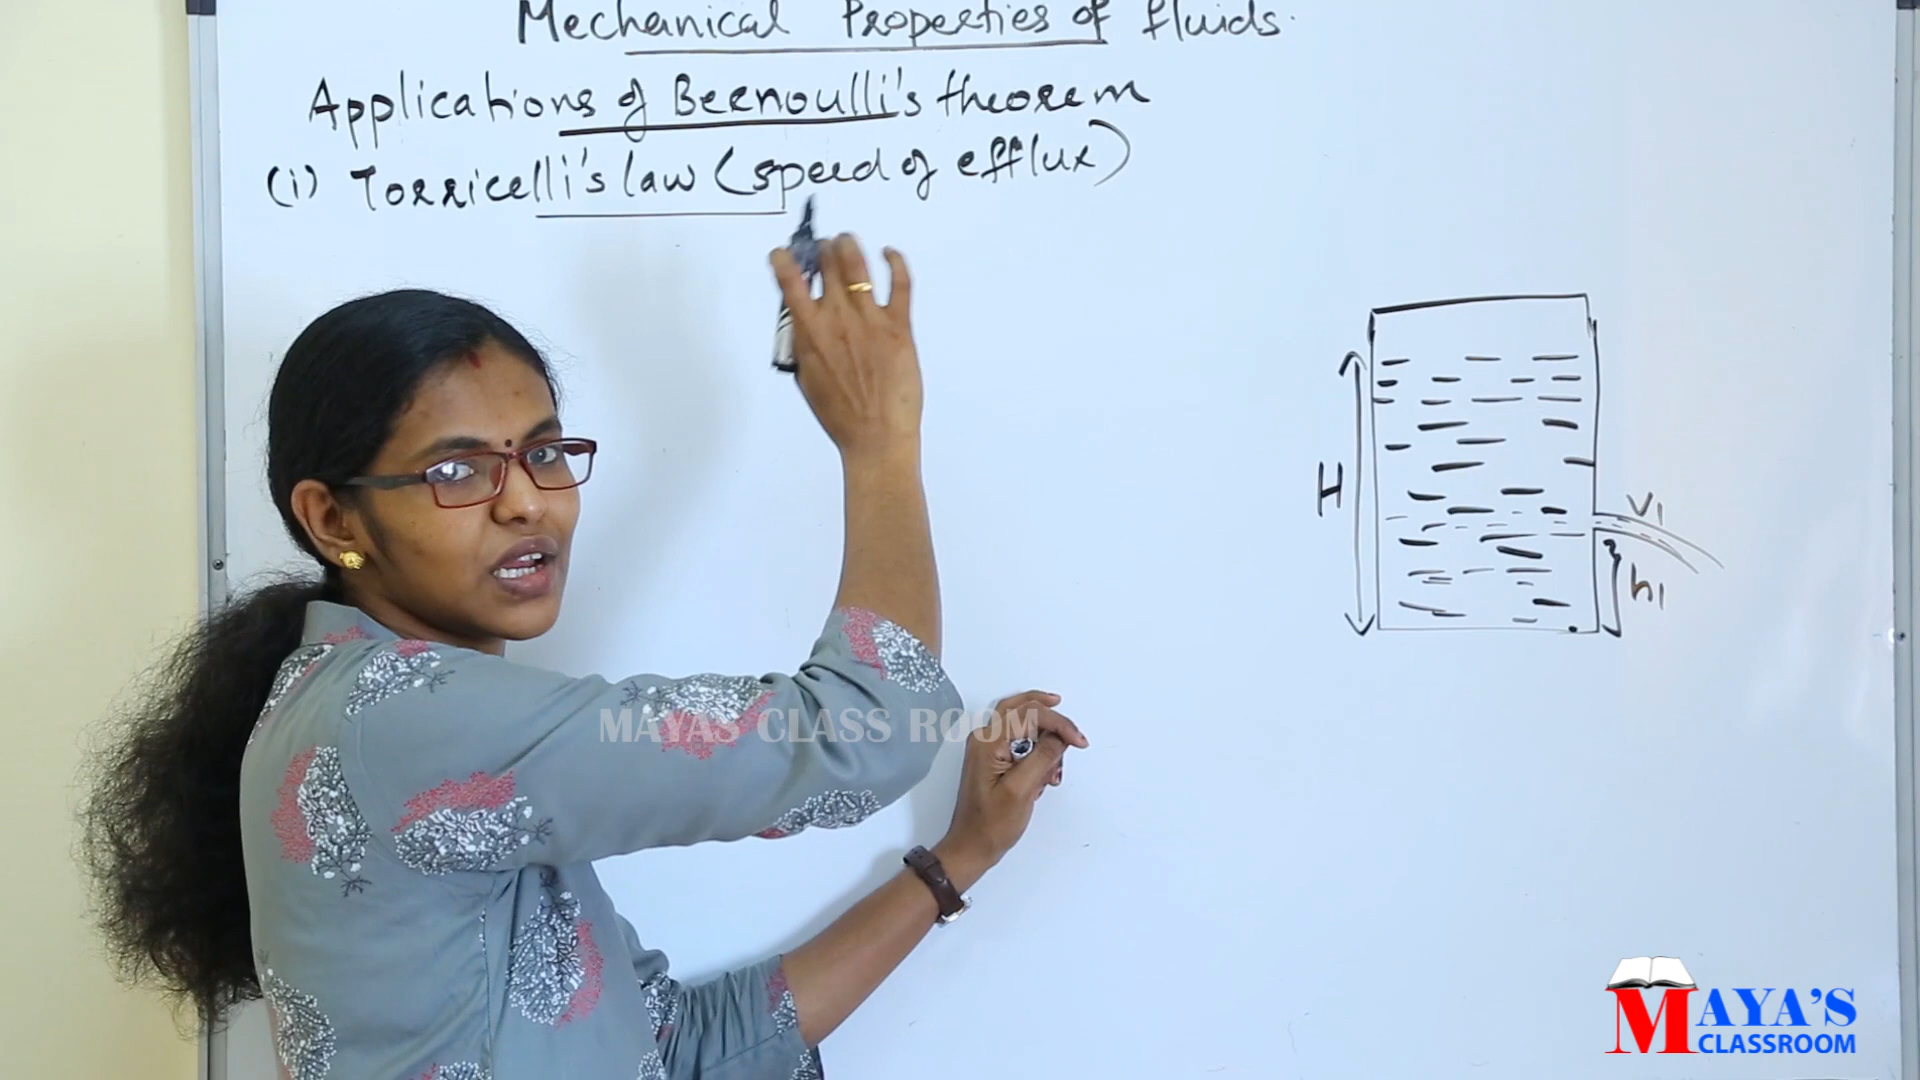 Mechanical Properties of fluids.
Applications of Bernoulli's theorem
(i) Torricelli's law (speed of efflux)
H
V1
h1
MAYAS CLASS ROOM
MAYA'S
CLASSROOM